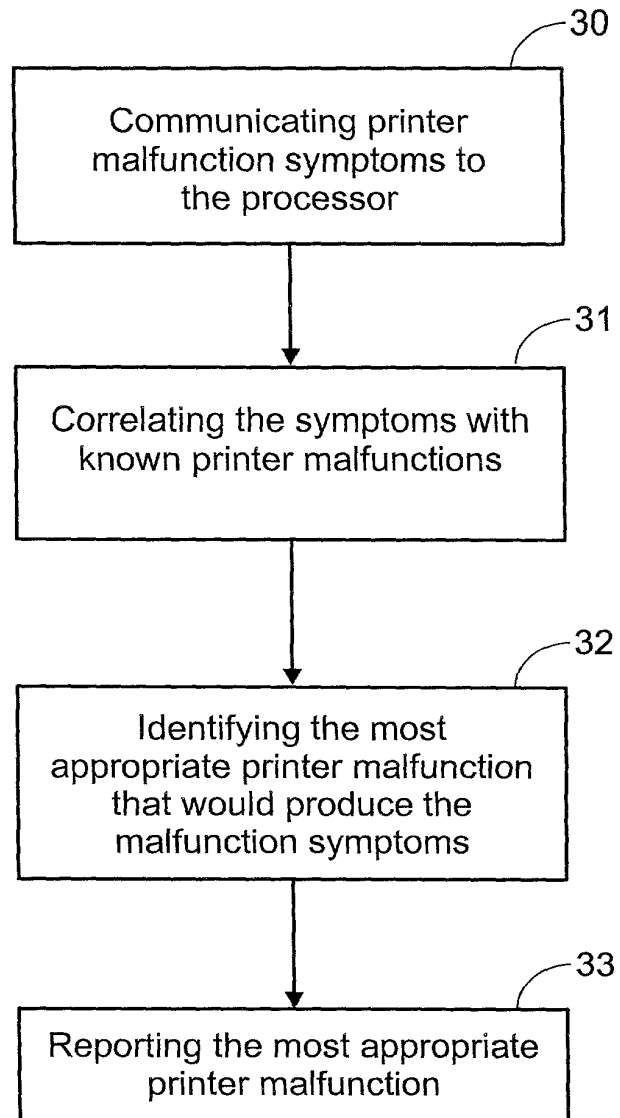 30
Communicating printer
malfunction symptoms to
the processor
31
Correlating the symptoms with
known printer malfunctions
32
Identifying the most
appropriate printer malfunction
that would produce the
malfunction symptoms
33
Reporting the most appropriate
printer malfunction